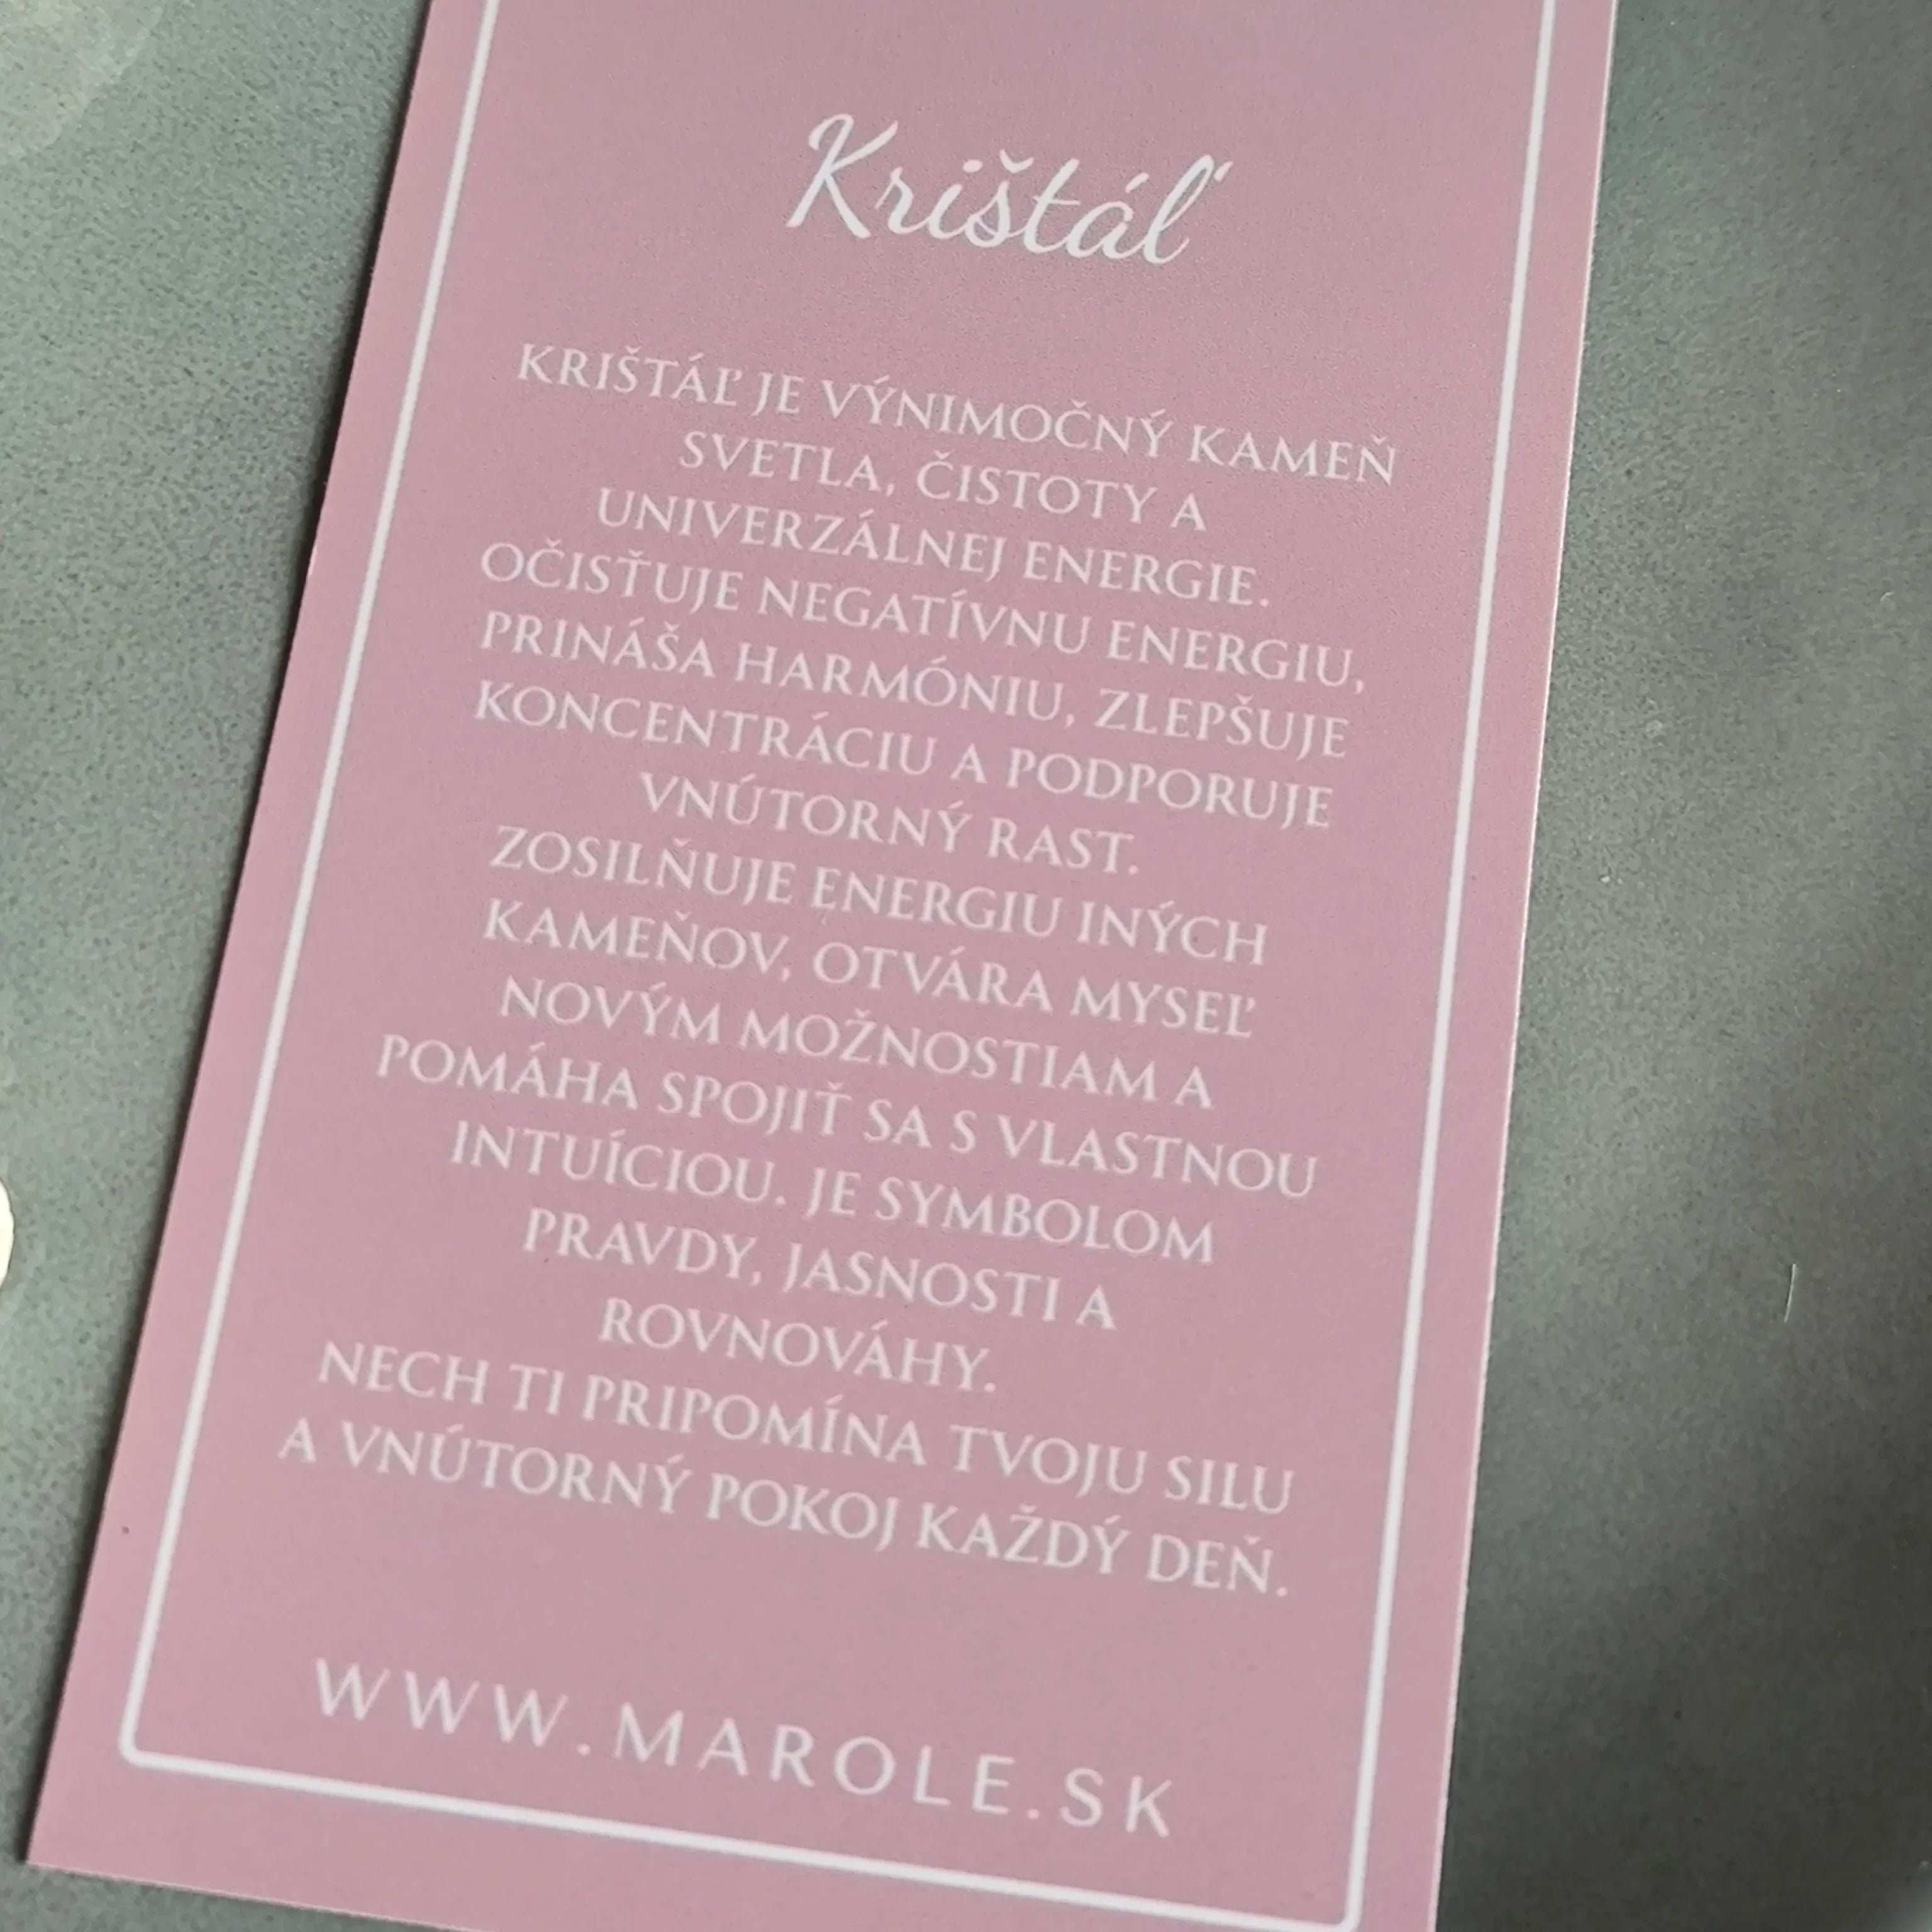 Krištáľ
KRIŠTÁĽ JE VÝNIMOČNÝ KAMEŇ
SVETLA, ČISTOTY A
UNIVERZÁLNEJ ENERGIE.
OČISŤUJE NEGATÍVNU ENERGIU,
PRINÁŠA HARMÓNIU, ZLEPŠUJE
KONCENTRÁCIU A PODPORUJE
VNÚTORNÝ RAST.
ZOSILŇUJE ENERGIU INÝCH
KAMEŇOV, OTVÁRA MYSEĽ
NOVÝM MOŽNOSTIAM A
POMÁHA SPOJIŤ SA S VLASTNOU
INTUÍCIOU. JE SYMBOLOM
PRAVDY, JASNOSTI A
ROVNOVÁHY.
NECH TI PRIPOMÍNA TVOJU SILU
A VNÚTORNÝ POKOJ KAŽDÝ DEŇ.
WWW.MAROLE.SK